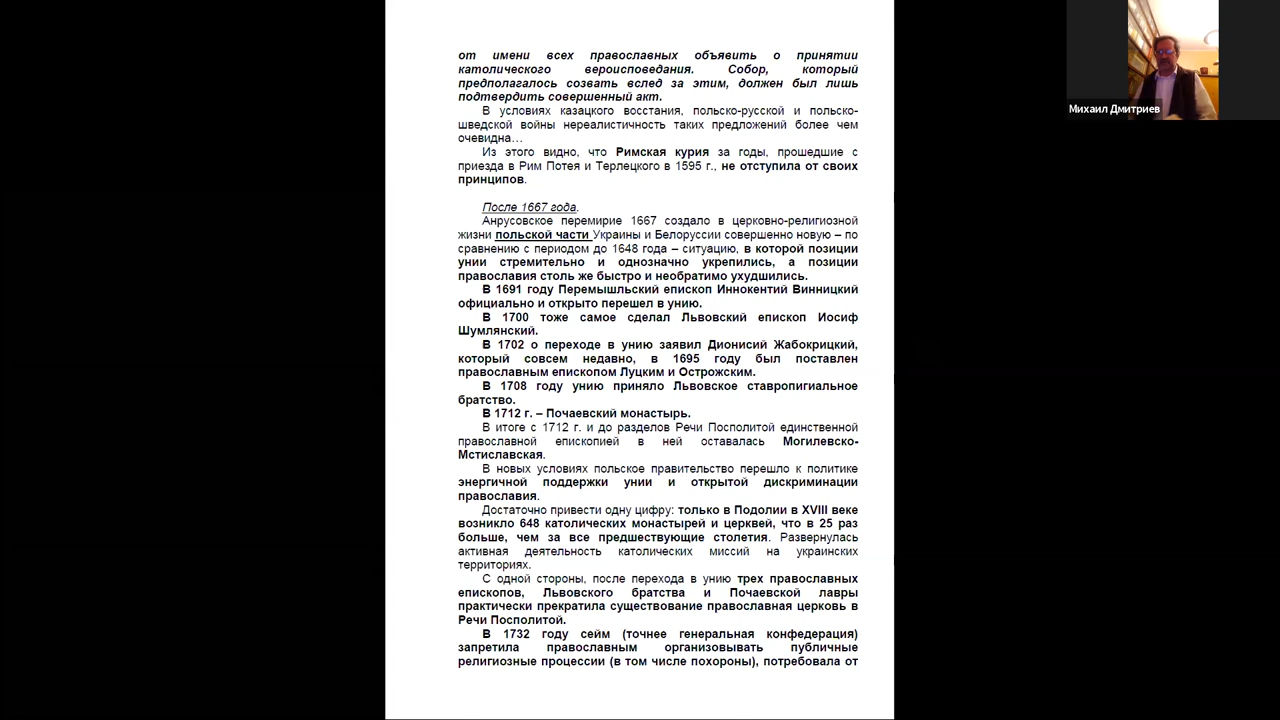 от имени всех православных объявить о принятии
католического вероисповедания. Собор, который
предполагалось созвать вслед за этим, должен был лишь
подтвердить совершенный акт.
В условиях казацкого восстания, польско-русской и польско-
шведской войны нереалистичность таких предложений более чем
очевидна…
Из этого видно, что Римская курия за годы, прошедшие с
приезда в Рим Потея и Терлецкого в 1595 г., не отступила от своих
принципов.
После 1667 года.
Анрусовское перемирие 1667 создало в церковно-религиозной
жизни польской части Украины и Белоруссии совершенно новую – по
сравнению с периодом до 1648 года – ситуацию, в которой позиции
унии стремительно и однозначно укрепились, а позиции
православия столь же быстро и необратимо ухудшились.
В 1691 году Перемышльский епископ Иннокентий Винницкий
официально и открыто перешел в унию.
В 1700 тоже самое сделал Львовский епископ Иосиф
Шумлянский.
В 1702 о переходе в унию заявил Дионисий Жабокрицкий,
который совсем недавно, в 1695 году был поставлен
православным епископом Луцким и Острожским.
В 1708 году унию приняло Львовское ставропигиальное
братство.
В 1712 г. – Почаевский монастырь.
В итоге с 1712 г. и до разделов Речи Посполитой единственной
православной епископией в ней оставалась Могилевско-
Мстиславская.
В новых условиях польское правительство перешло к политике
энергичной поддержки унии и открытой дискриминации
православия.
Достаточно привести одну цифру: только в Подолии в XVIII веке
возникло 648 католических монастырей и церквей, что в 25 раз
больше, чем за все предшествующие столетия. Развернулась
активная деятельность католических миссий на украинских
территориях.
С одной стороны, после перехода в унию трех православных
епископов, Львовского братства и Почаевской лавры
практически прекратила существование православная церковь в
Речи Посполитой.
В 1732 году сейм (точнее генеральная конфедерация)
запретила православным организовывать публичные
религиозные процессии (в том числе похороны), потребовала от
Михаил Дмитриев